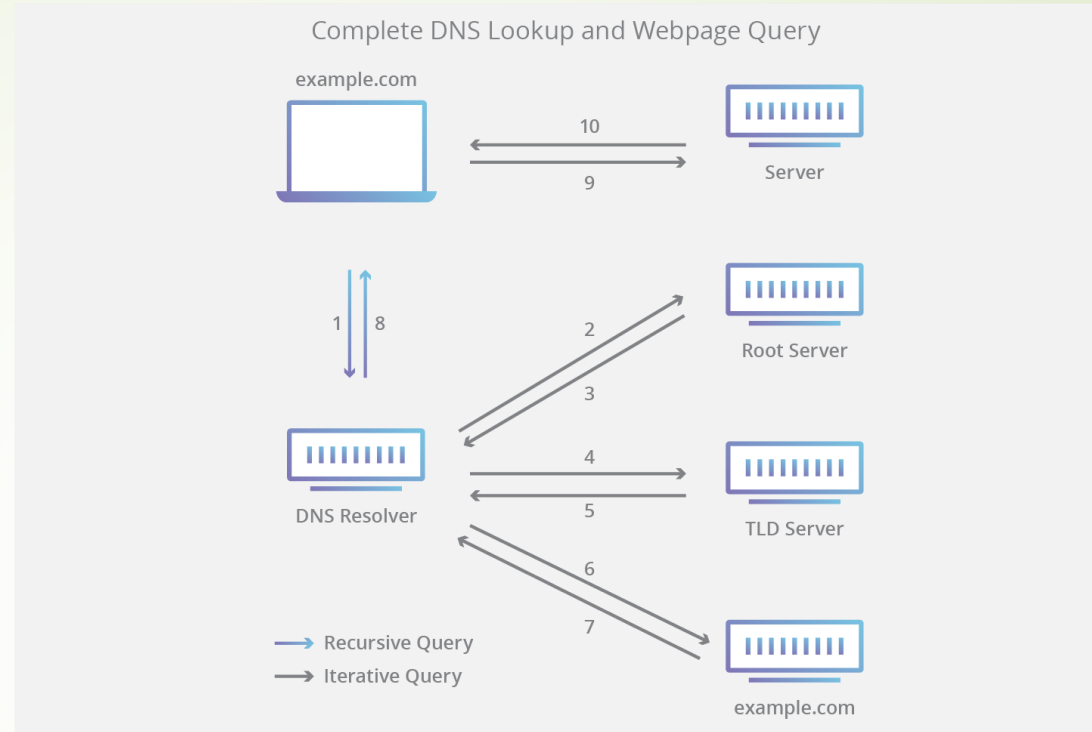 Complete DNS Lookup and Webpage Query
example.com
10
9
Server
1
8
2
3
Root Server
4
5
DNS Resolver
TLD Server
6
7
Recursive Query
Iterative Query
example.com